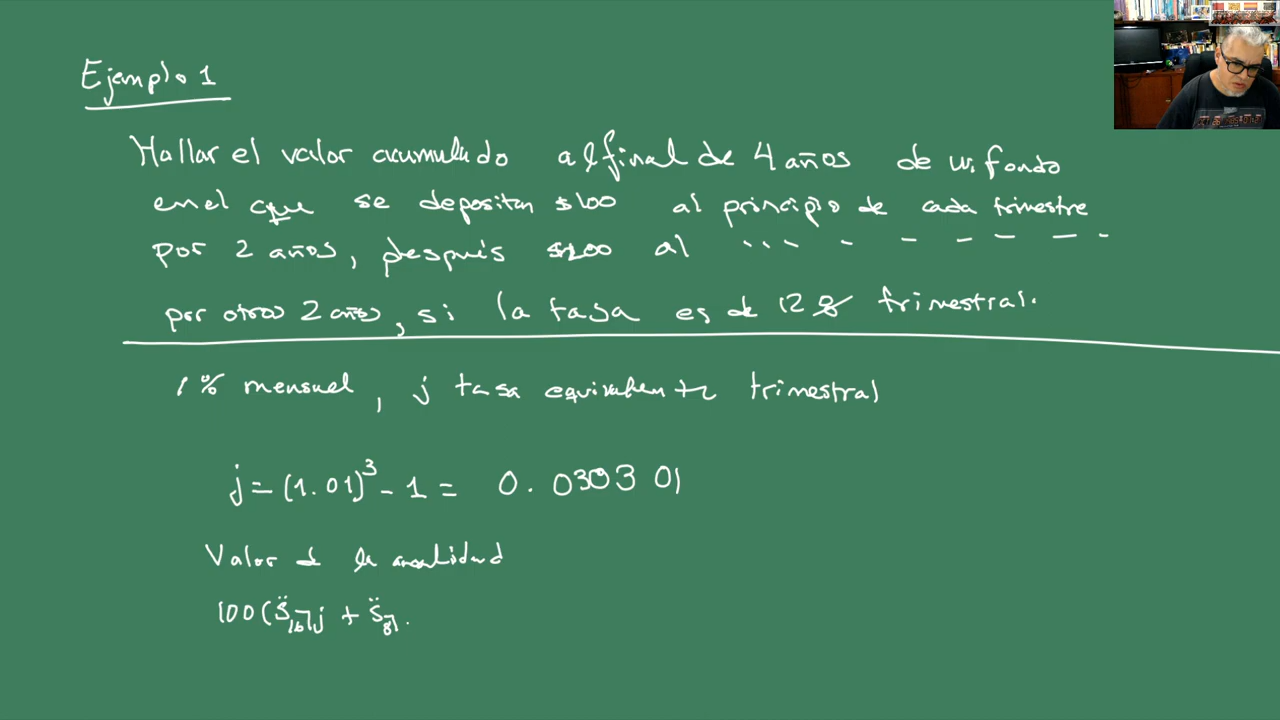 Ejemplo 1
Hallar el valor acumulado al final de 4 años de un fondo
en el que se depositan $100 al principio de cada trimestre
por 2 años, después $200 al
por otros 2 años, si la tasa es de 12% trimestral.
1% mensual, j tasa equivalente trimestral
j = (1.01)^3 - 1 = 0.030301
Valor de la anualidad
100(S̈16⌉j + S̈8⌉